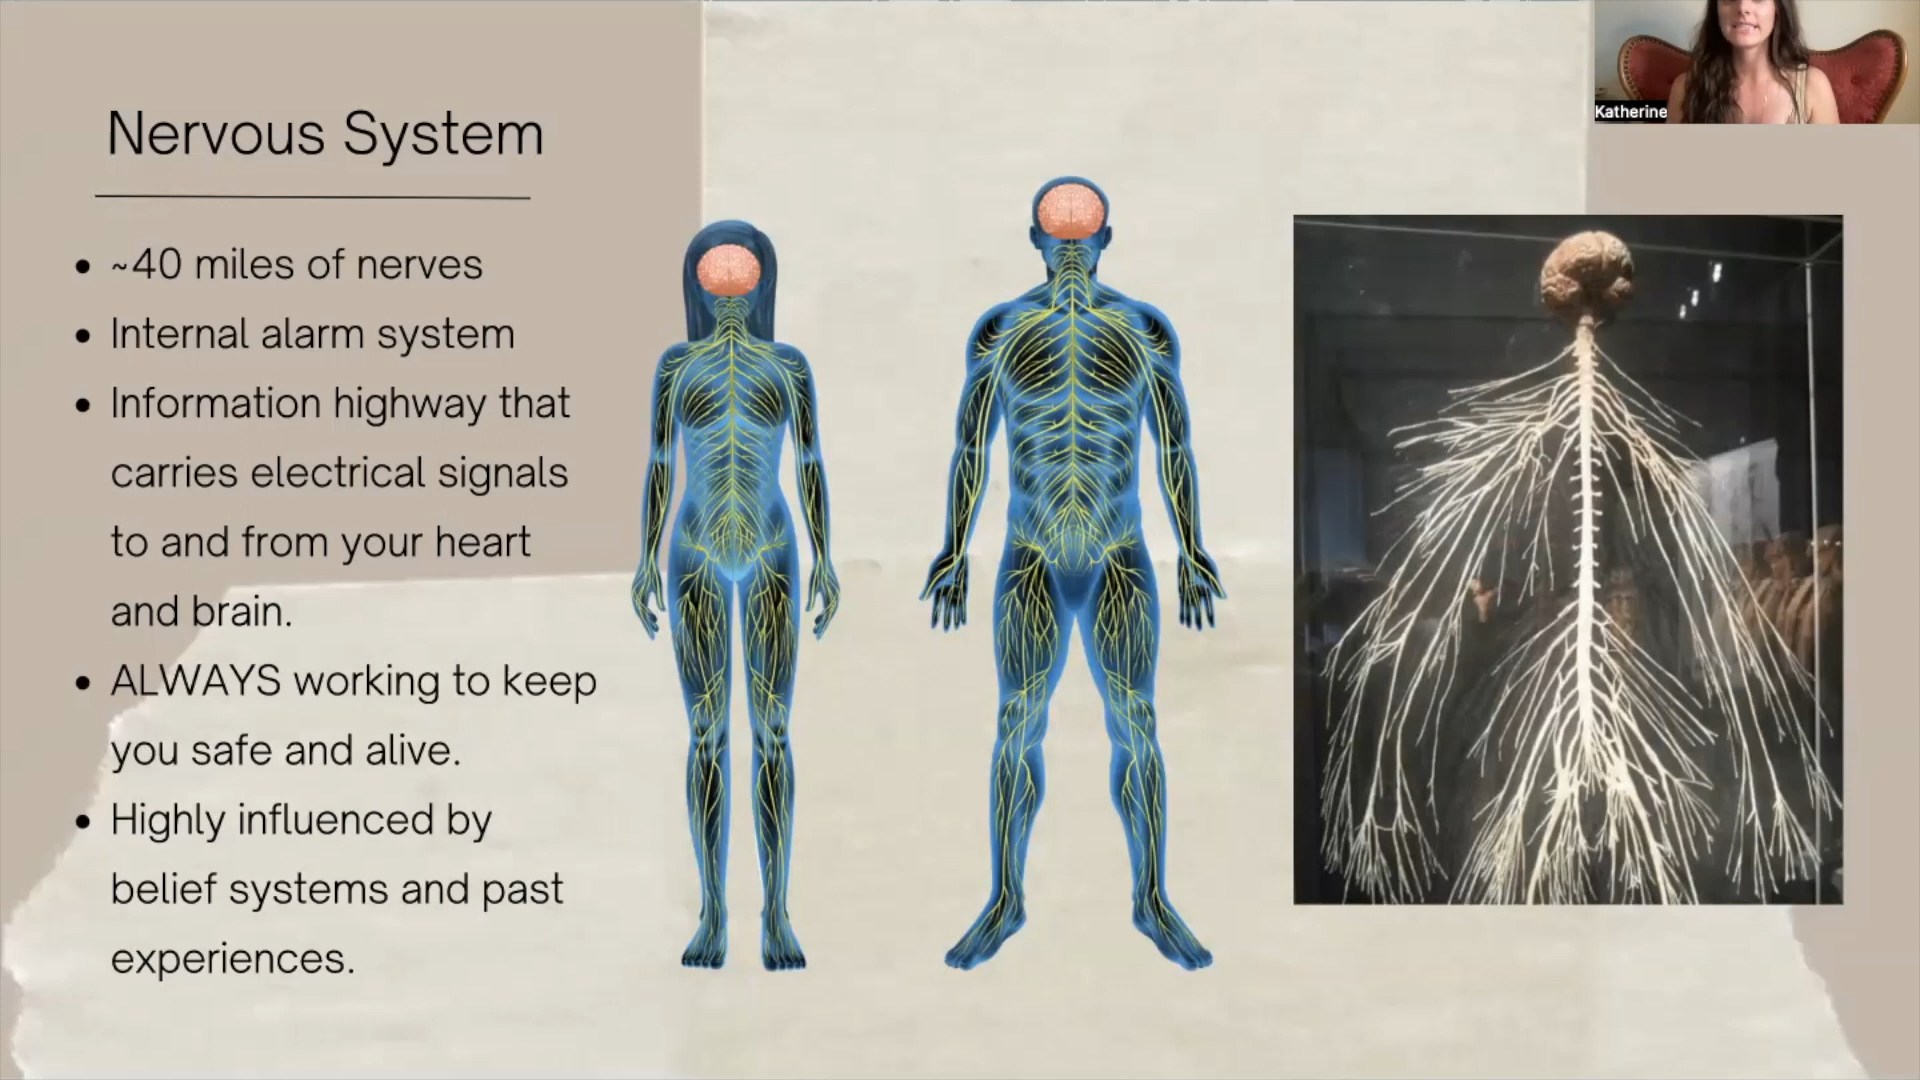 Katherine
Nervous System
• ~40 miles of nerves
• Internal alarm system
• Information highway that
carries electrical signals
to and from your heart
and brain.
• ALWAYS working to keep
you safe and alive.
• Highly influenced by
belief systems and past
experiences.